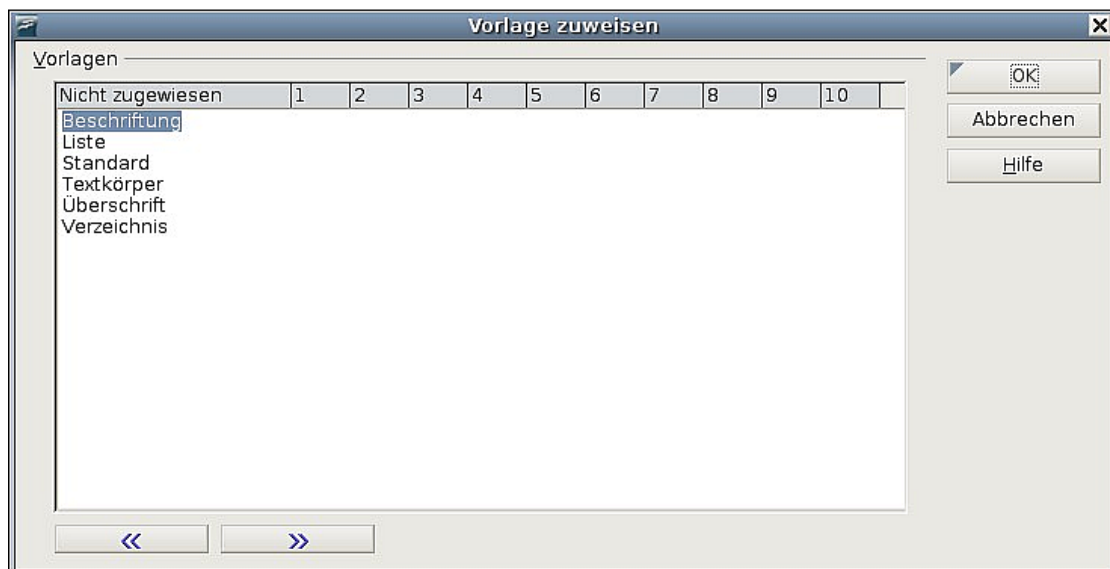 Vorlage zuweisen
Vorlagen
Nicht zugewiesen 1 2 3 4 5 6 7 8 9 10
Beschriftung
Liste
Standard
Textkörper
Überschrift
Verzeichnis
OK
Abbrechen
Hilfe